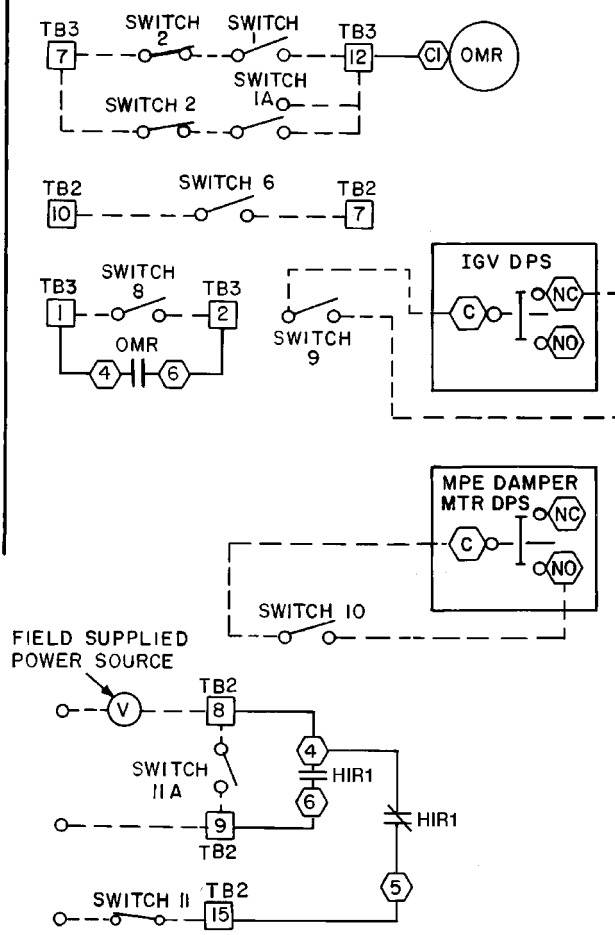 TB3
7
SWITCH
2
SWITCH
1
TB3
12
C1
OMR
SWITCH 2
SWITCH
1A
TB2
10
SWITCH 6
TB2
7
TB3
1
SWITCH
8
TB3
2
OMR
4
6
SWITCH
9
IGV DPS
C
NC
NO
MPE DAMPER
MTR DPS
C
NC
NO
SWITCH 10
FIELD SUPPLIED
POWER SOURCE
V
TB2
8
SWITCH
11A
4
HIR1
6
9
TB2
HIR1
5
SWITCH 11
TB2
15